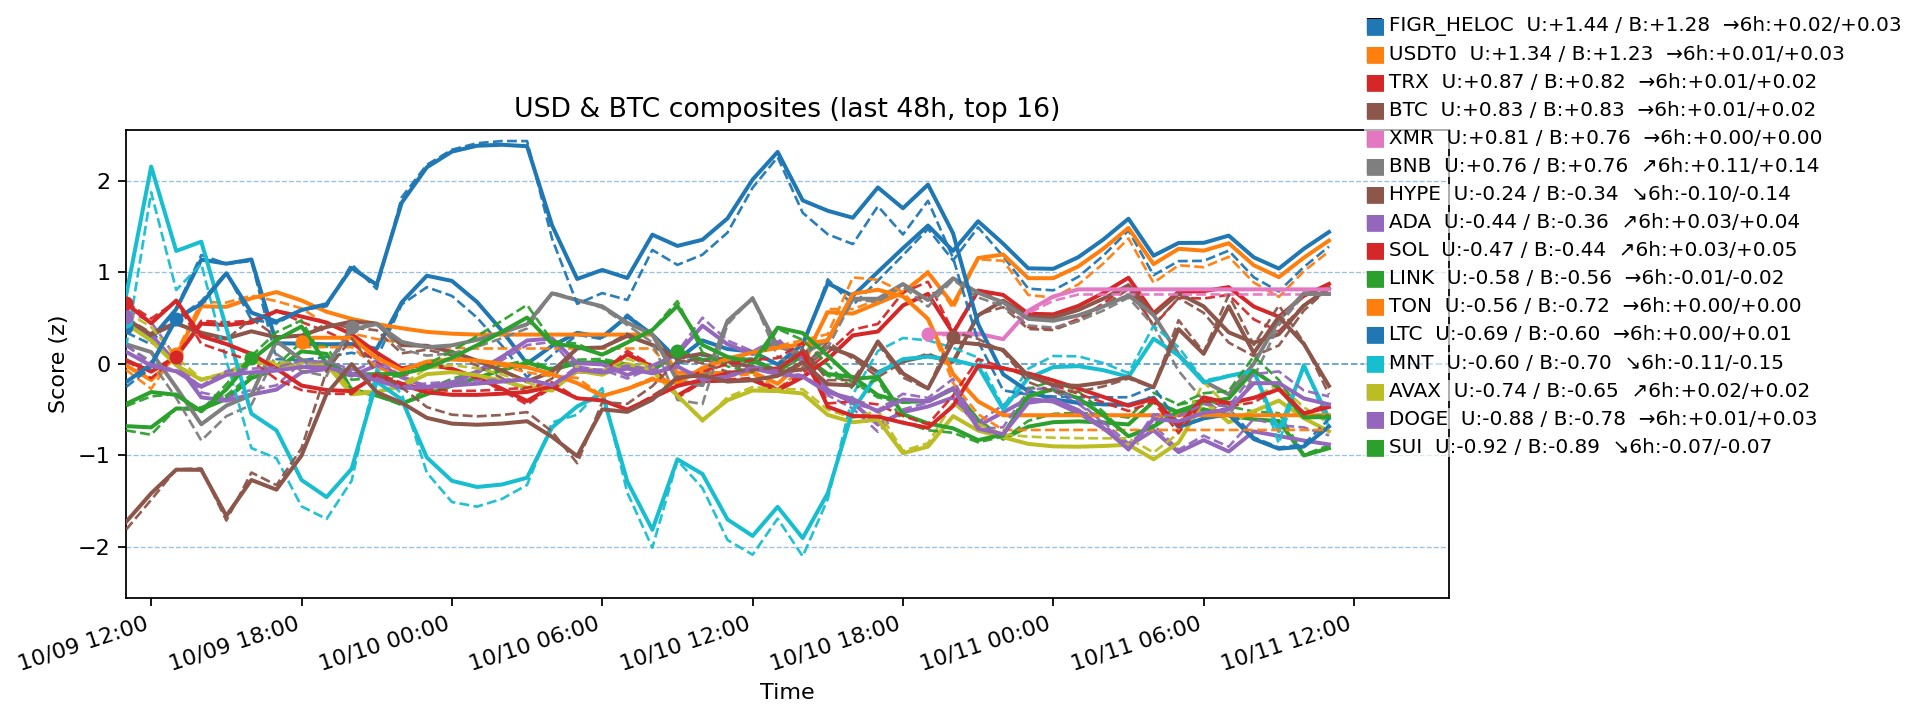 FIGR_HELOC  U:+1.44 / B:+1.28  →6h:+0.02/+0.03
USDT0  U:+1.34 / B:+1.23  →6h:+0.01/+0.03
TRX  U:+0.87 / B:+0.82  →6h:+0.01/+0.02
BTC  U:+0.83 / B:+0.83  →6h:+0.01/+0.02
XMR  U:+0.81 / B:+0.76  →6h:+0.00/+0.00
BNB  U:+0.76 / B:+0.76  ↗6h:+0.11/+0.14
HYPE  U:-0.24 / B:-0.34  ↘6h:-0.10/-0.14
ADA  U:-0.44 / B:-0.36  ↗6h:+0.03/+0.04
SOL  U:-0.47 / B:-0.44  ↗6h:+0.03/+0.05
LINK  U:-0.58 / B:-0.56  →6h:-0.01/-0.02
TON  U:-0.56 / B:-0.72  →6h:+0.00/+0.00
LTC  U:-0.69 / B:-0.60  →6h:+0.00/+0.01
MNT  U:-0.60 / B:-0.70  ↘6h:-0.11/-0.15
AVAX  U:-0.74 / B:-0.65  ↗6h:+0.02/+0.02
DOGE  U:-0.88 / B:-0.78  →6h:+0.01/+0.03
SUI  U:-0.92 / B:-0.89  ↘6h:-0.07/-0.07
USD & BTC composites (last 48h, top 16)
Score (z)
2
1
0
−1
−2
10/09 12:00
10/09 18:00
10/10 00:00
10/10 06:00
10/10 12:00
10/10 18:00
10/11 00:00
10/11 06:00
10/11 12:00
Time